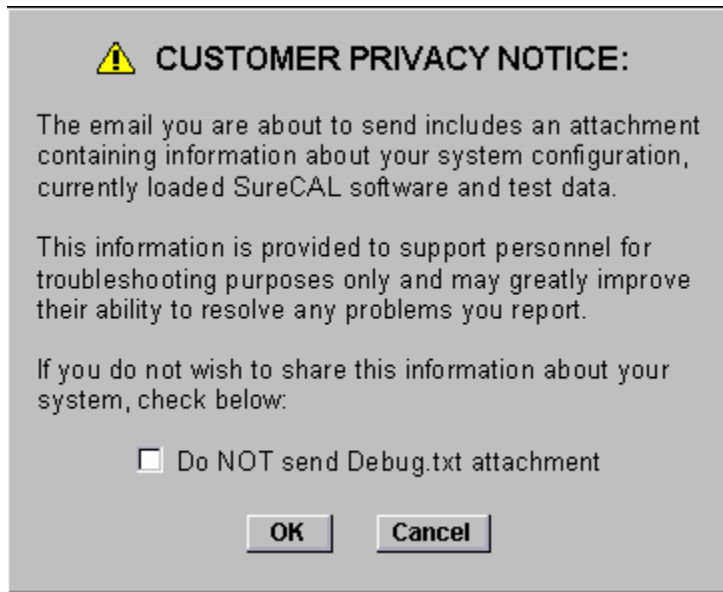 CUSTOMER PRIVACY NOTICE:
The email you are about to send includes an attachment
containing information about your system configuration,
currently loaded SureCAL software and test data.
This information is provided to support personnel for
troubleshooting purposes only and may greatly improve
their ability to resolve any problems you report.
If you do not wish to share this information about your
system, check below:
Do NOT send Debug.txt attachment
OK Cancel